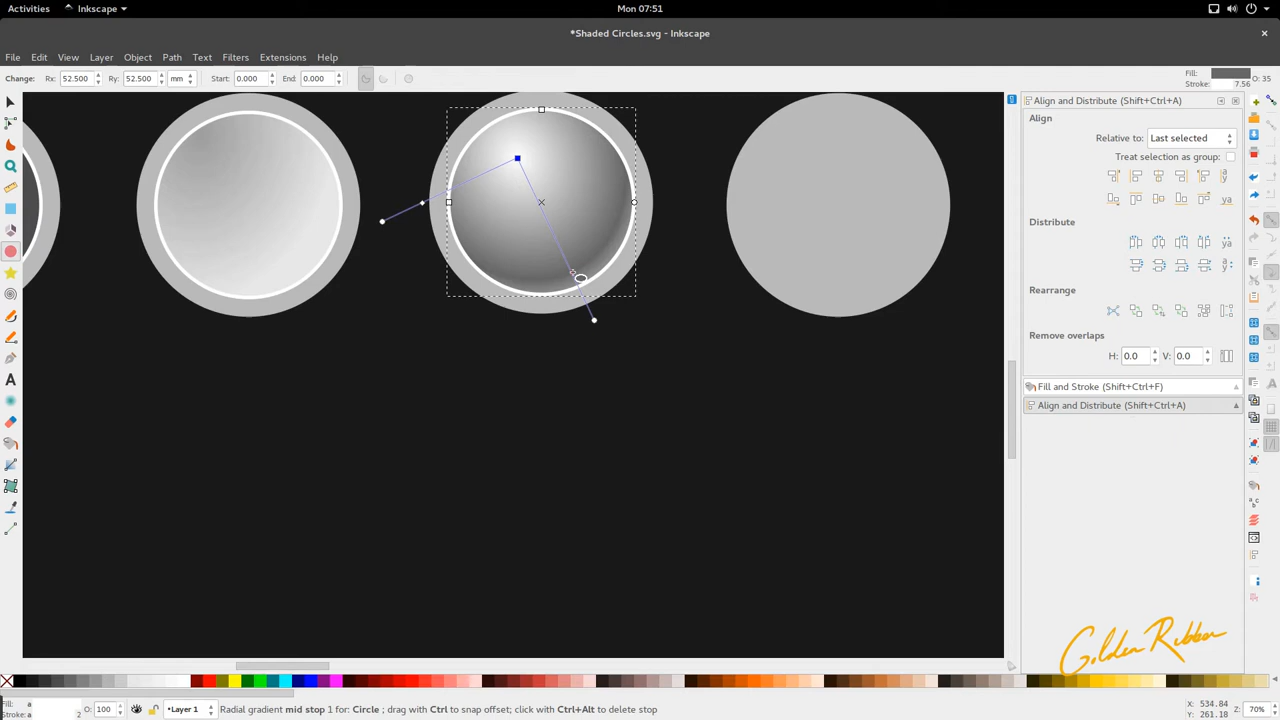 Activities Inkscape Mon 07:51
*Shaded Circles.svg - Inkscape
File Edit View Layer Object Path Text Filters Extensions Help
Change: Rx: 52.500 Ry: 52.500 mm Start: 0.000 End: 0.000 Fill: O: 35
Stroke: 7.56
Align and Distribute (Shift+Ctrl+A)
Align
Relative to: Last selected
Treat selection as group:
Distribute
Rearrange
Remove overlaps
H: 0.0 V: 0.0
Fill and Stroke (Shift+Ctrl+F)
Align and Distribute (Shift+Ctrl+A)
Golden Ribbon
Fill: a
Stroke: a 2
O: 100 •Layer 1 Radial gradient mid stop 1 for: Circle ; drag with Ctrl to snap offset; click with Ctrl+Alt to delete stop
X: 534.84
Y: 261.18
Z: 70%